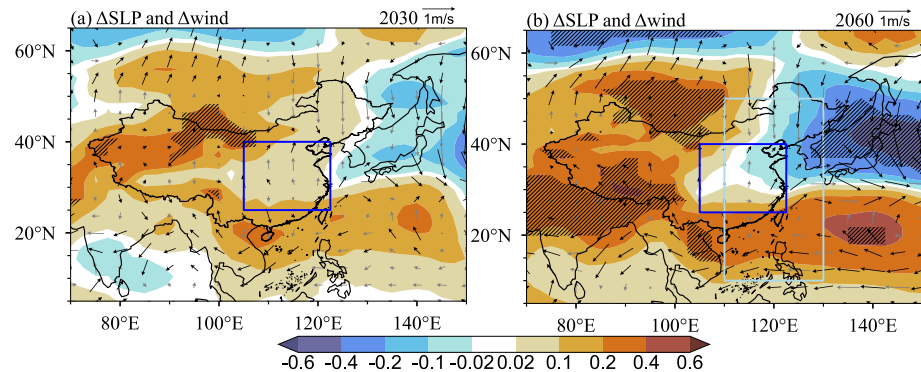 (a) ΔSLP and Δwind 2030 1m/s
(b) ΔSLP and Δwind 2060 1m/s
60°N
40°N
20°N
80°E 100°E 120°E 140°E
60°N
40°N
20°N
80°E 100°E 120°E 140°E
-0.6 -0.4 -0.2 -0.1 -0.02 0.02 0.1 0.2 0.4 0.6